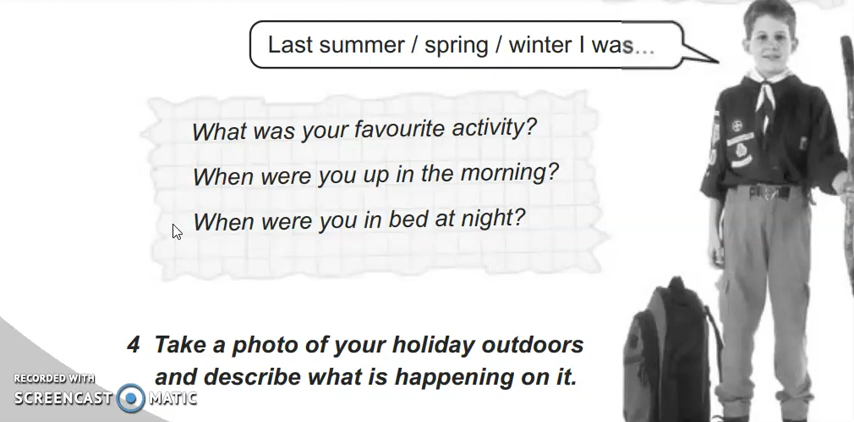 Last summer / spring / winter I was...
What was your favourite activity?
When were you up in the morning?
When were you in bed at night?
4 Take a photo of your holiday outdoors
and describe what is happening on it.
RECORDED WITH
SCREENCAST MATIC